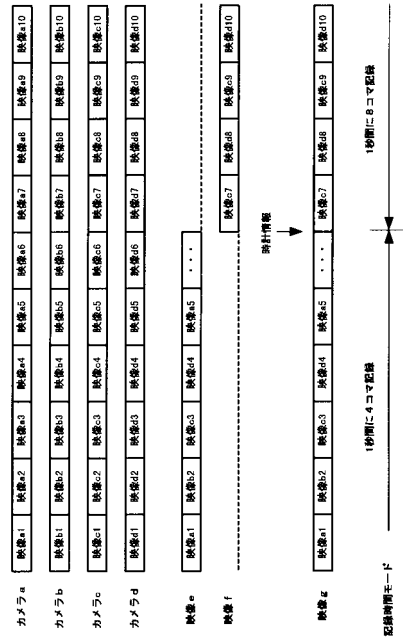 カメラa 映像a1 映像a2 映像a3 映像a4 映像a5 映像a6 映像a7 映像a8 映像a9 映像a10
カメラb 映像b1 映像b2 映像b3 映像b4 映像b5 映像b6 映像b7 映像b8 映像b9 映像b10
カメラc 映像c1 映像c2 映像c3 映像c4 映像c5 映像c6 映像c7 映像c8 映像c9 映像c10
カメラd 映像d1 映像d2 映像d3 映像d4 映像d5 映像d6 映像d7 映像d8 映像d9 映像d10
映像e 映像a1 映像b2 映像c3 映像d4 映像a5 ・・・
映像f 映像c7 映像d8 映像c9 映像d10
時計情報
映像g 映像a1 映像b2 映像c3 映像d4 映像a5 ・・・ 映像c7 映像d8 映像c9 映像d10
記録時間モード 1秒間に4コマ記録 1秒間に8コマ記録